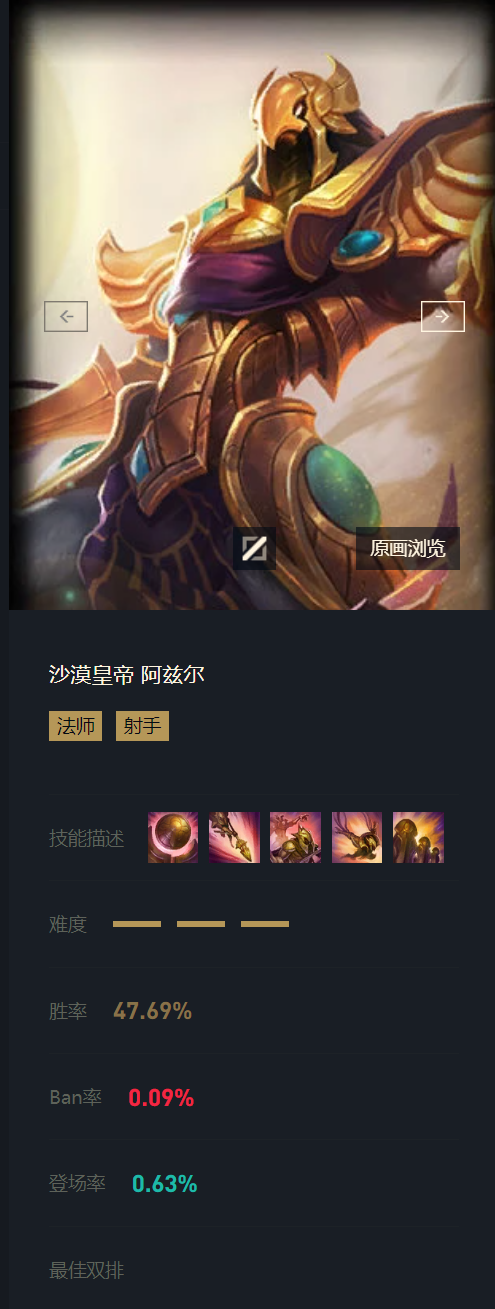 原画浏览
沙漠皇帝 阿兹尔
法师 射手
技能描述
难度
胜率 47.69%
Ban率 0.09%
登场率 0.63%
最佳双排